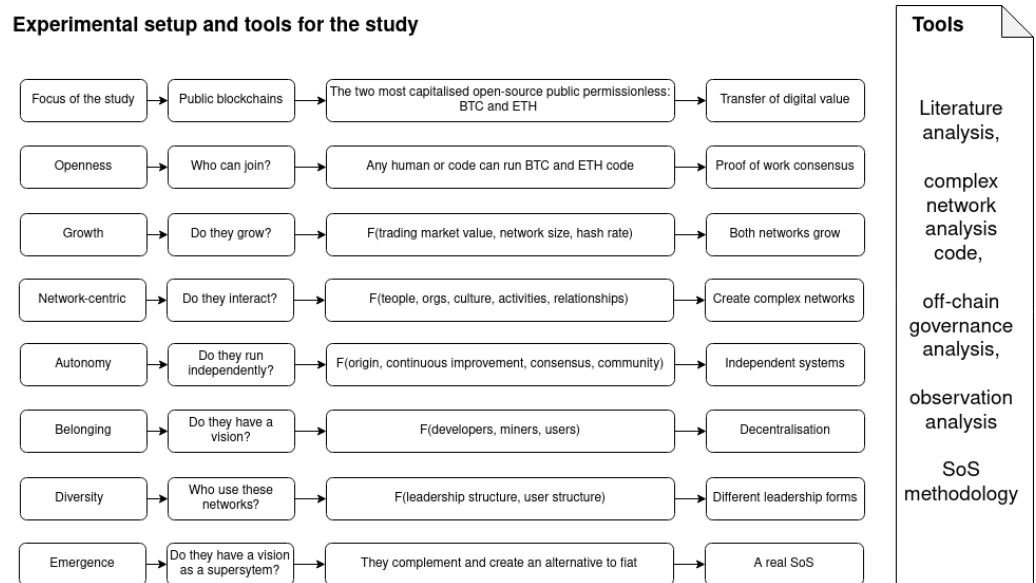 Experimental setup and tools for the study
Focus of the study
Public blockchains
The two most capitalised open-source public permissionless:
BTC and ETH
Transfer of digital value
Openness
Who can join?
Any human or code can run BTC and ETH code
Proof of work consensus
Growth
Do they grow?
F(trading market value, network size, hash rate)
Both networks grow
Network-centric
Do they interact?
F(teople, orgs, culture, activities, relationships)
Create complex networks
Autonomy
Do they run
independently?
F(origin, continuous improvement, consensus, community)
Independent systems
Belonging
Do they have a
vision?
F(developers, miners, users)
Decentralisation
Diversity
Who use these
networks?
F(leadership structure, user structure)
Different leadership forms
Emergence
Do they have a vision
as a supersytem?
They complement and create an alternative to fiat
A real SoS
Tools
Literature
analysis,
complex
network
analysis
code,
off-chain
governance
analysis,
observation
analysis
SoS
methodology